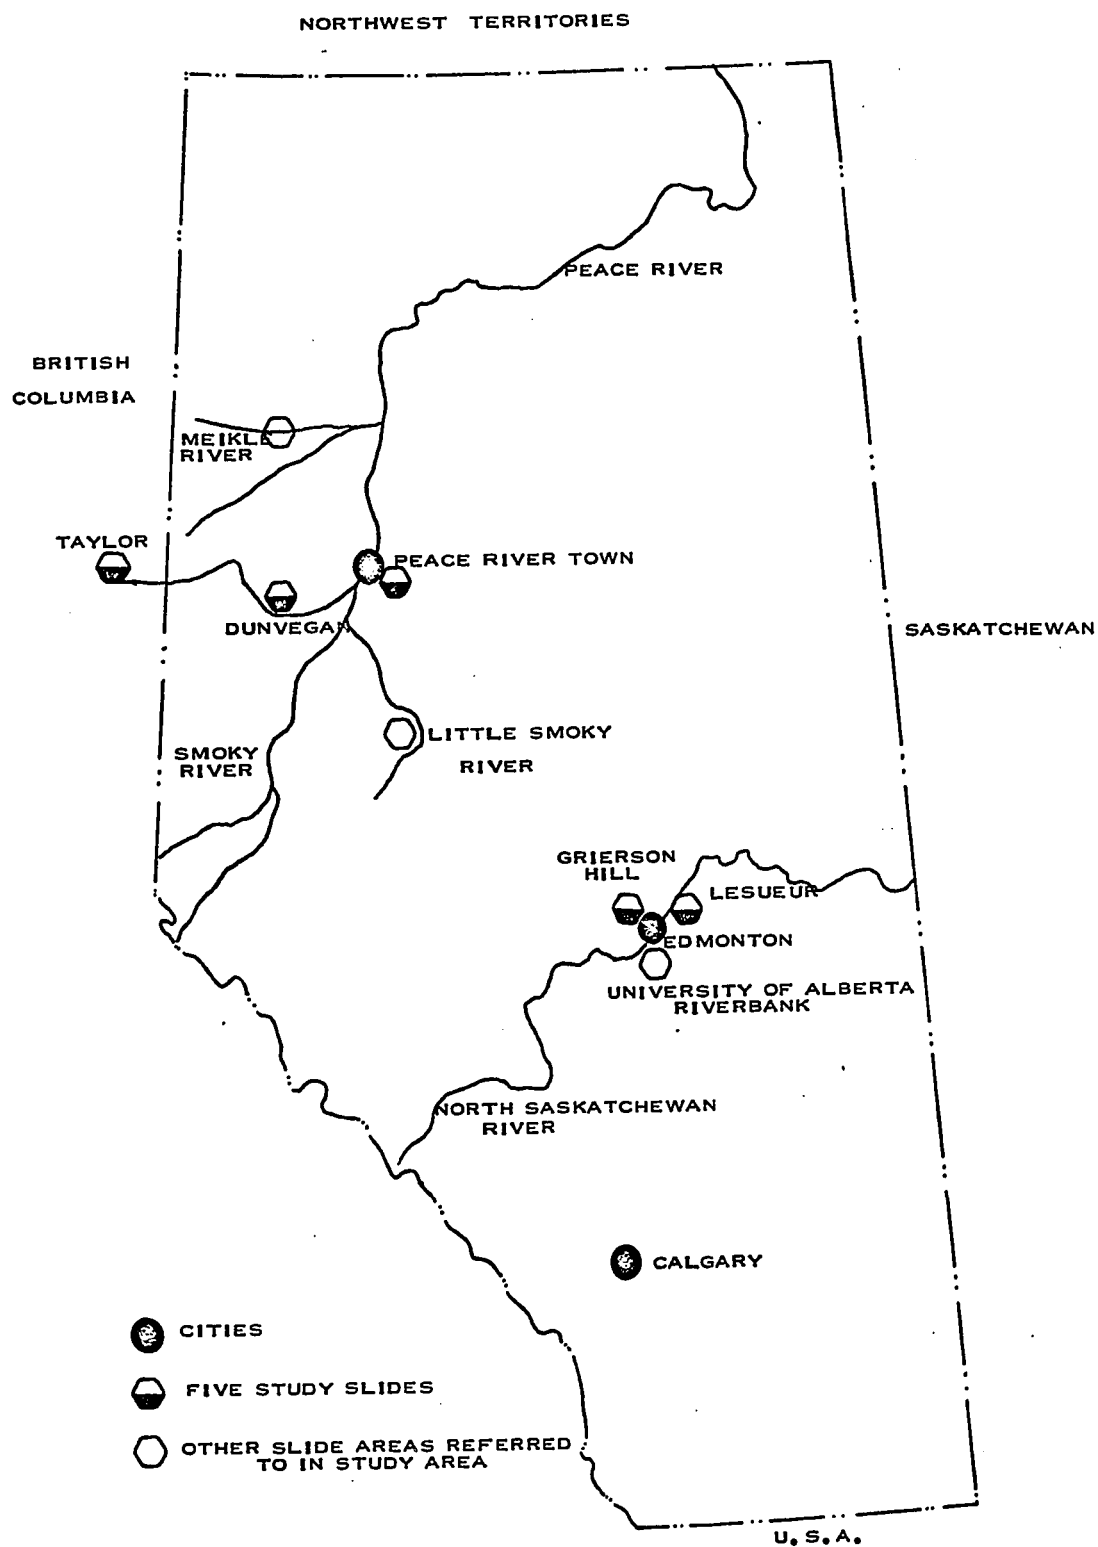 NORTHWEST TERRITORIES
PEACE RIVER
BRITISH
COLUMBIA
MEIKLE
RIVER
TAYLOR
PEACE RIVER TOWN
DUNVEGAN
SASKATCHEWAN
LITTLE SMOKY
RIVER
SMOKY
RIVER
GRIERSON
HILL
LESUEUR
EDMONTON
UNIVERSITY OF ALBERTA
RIVERBANK
NORTH SASKATCHEWAN
RIVER
CALGARY
CITIES
FIVE STUDY SLIDES
OTHER SLIDE AREAS REFERRED
TO IN STUDY AREA
U.S.A.